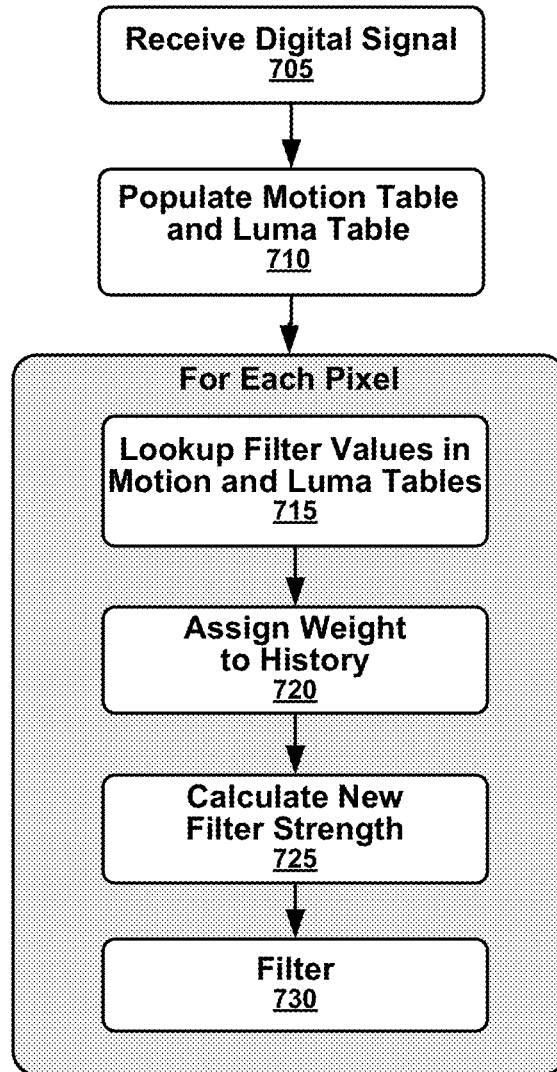 Receive Digital Signal
705
Populate Motion Table
and Luma Table
710
For Each Pixel
Lookup Filter Values in
Motion and Luma Tables
715
Assign Weight
to History
720
Calculate New
Filter Strength
725
Filter
730